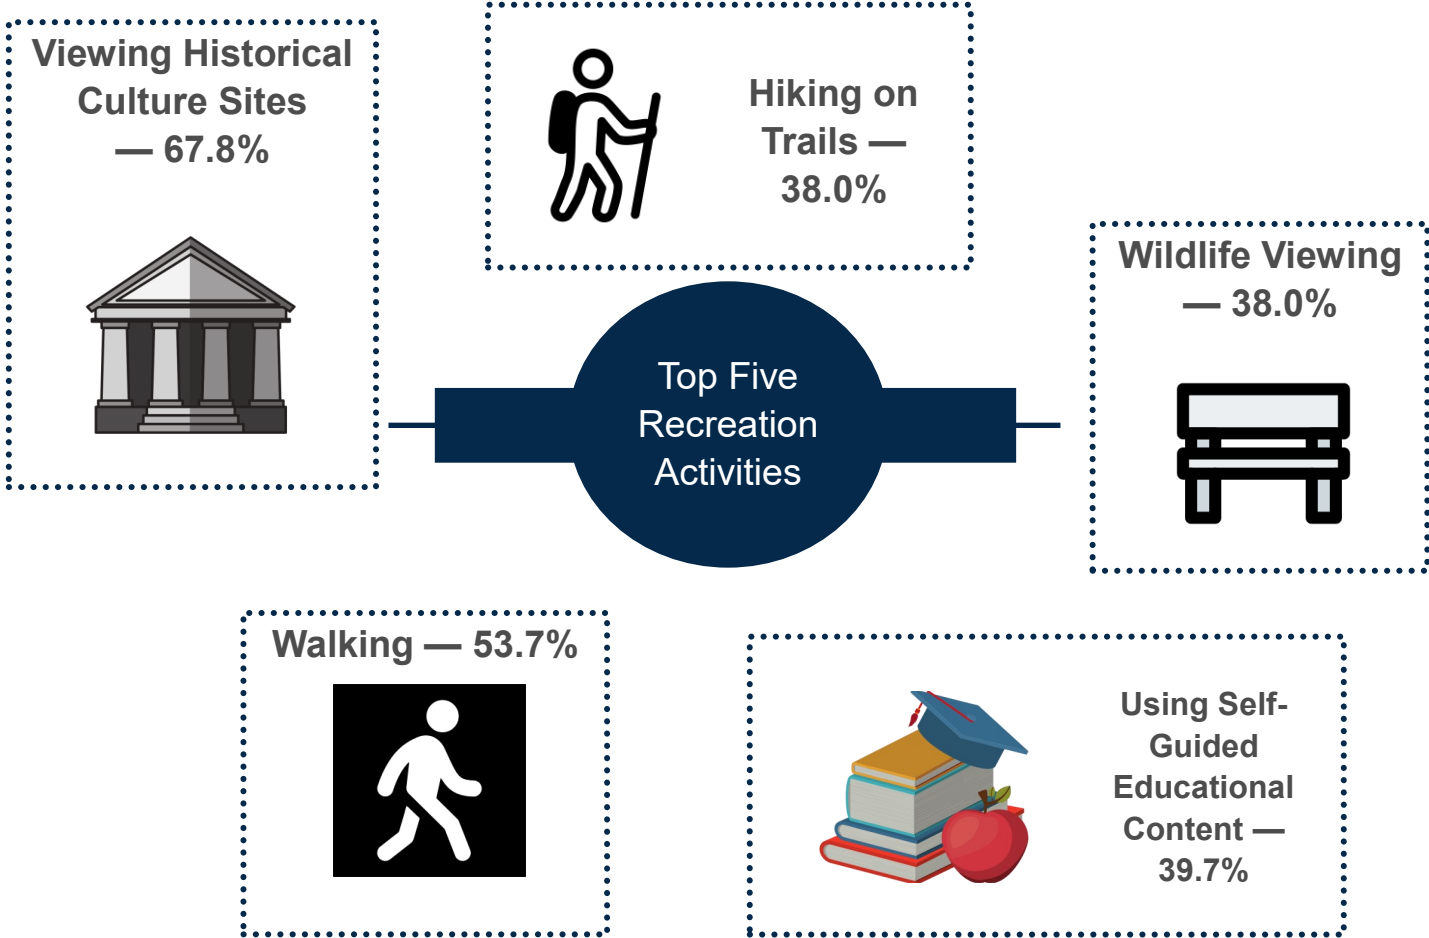 Viewing Historical
Culture Sites
— 67.8%
Hiking on
Trails —
38.0%
Wildlife Viewing
— 38.0%
Top Five
Recreation
Activities
Walking — 53.7%
Using Self-
Guided
Educational
Content —
39.7%